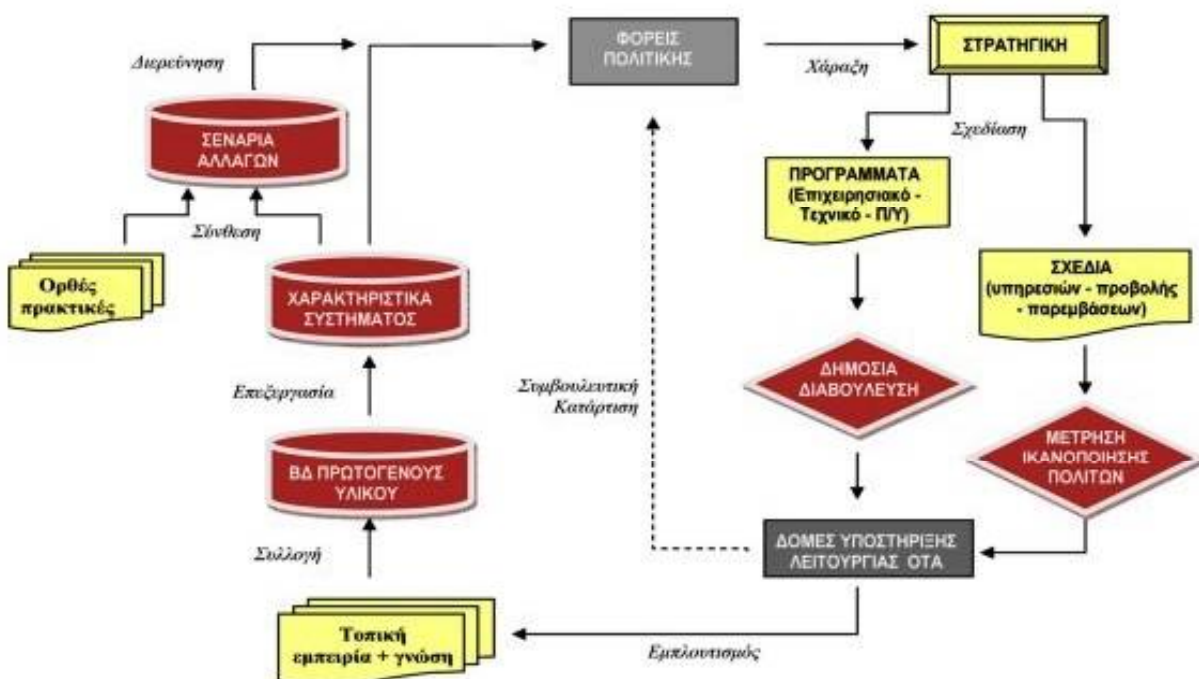 ΦΟΡΕΙΣ
ΠΟΛΙΤΙΚΗΣ
ΣΤΡΑΤΗΓΙΚΗ
Διερεύνηση
Χάραξη
ΣΕΝΑΡΙΑ
ΑΛΛΑΓΩΝ
Σχεδίαση
ΠΡΟΓΡΑΜΜΑΤΑ
(Επιχειρησιακό -
Τεχνικό - Π/Υ)
Σύνθεση
Ορθές
πρακτικές
ΧΑΡΑΚΤΗΡΙΣΤΙΚΑ
ΣΥΣΤΗΜΑΤΟΣ
ΣΧΕΔΙΑ
(υπηρεσιών - προβολής
- παρεμβάσεων)
Επεξεργασία
Συμβουλευτική
Κατάρτιση
ΔΗΜΟΣΙΑ
ΔΙΑΒΟΥΛΕΥΣΗ
ΒΔ ΠΡΩΤΟΓΕΝΟΥΣ
ΥΛΙΚΟΥ
ΜΕΤΡΗΣΗ
ΙΚΑΝΟΠΟΙΗΣΗΣ
ΠΟΛΙΤΩΝ
Συλλογή
ΔΟΜΕΣ ΥΠΟΣΤΗΡΙΞΗΣ
ΛΕΙΤΟΥΡΓΙΑΣ ΟΤΑ
Τοπική
εμπειρία + γνώση
Εμπλουτισμός